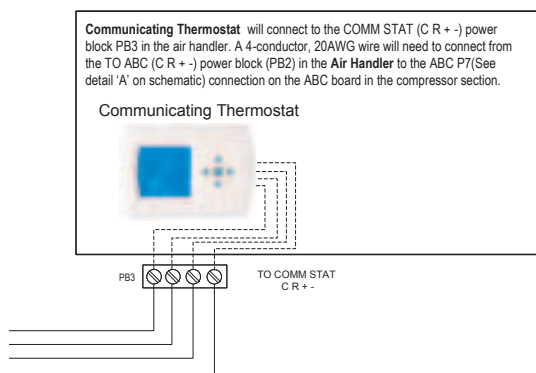 Communicating Thermostat will connect to the COMM STAT (C R + -) power
block PB3 in the air handler. A 4-conductor, 20AWG wire will need to connect from
the TO ABC (C R + -) power block (PB2) in the Air Handler to the ABC P7(See
detail ‘A’ on schematic) connection on the ABC board in the compressor section.
Communicating Thermostat
PB3
TO COMM STAT
C R + -